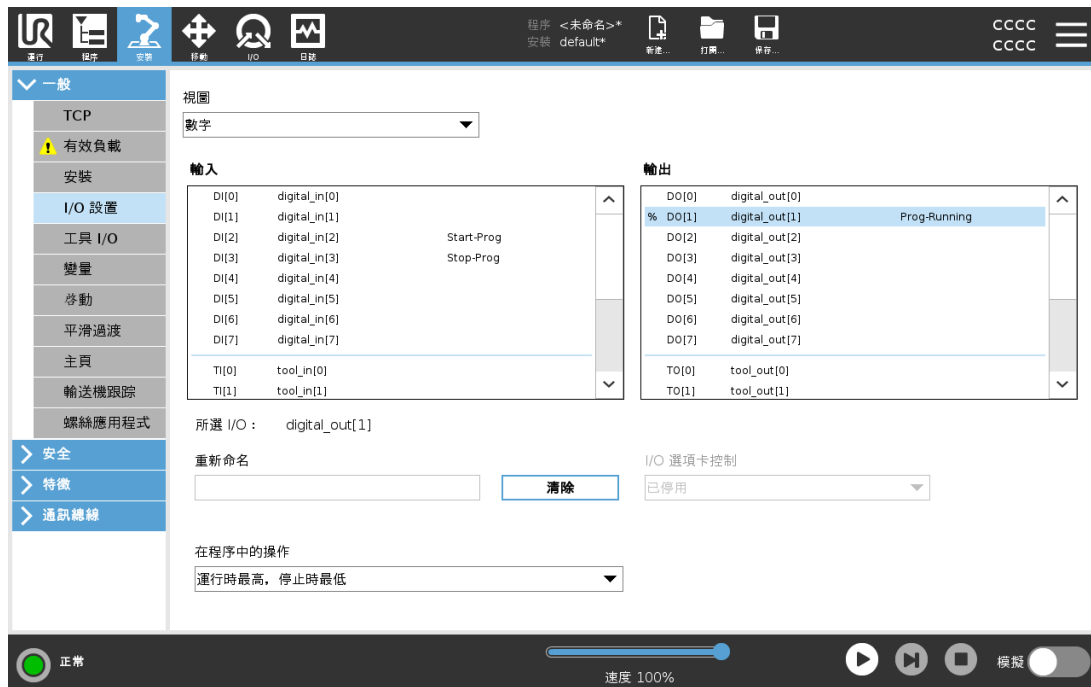 UR
運行
程序
安裝
移動
I/O
日誌
程序 <未命名>*
安裝 default*
新建...
打開...
保存...
CCCC
CCCC
一般
TCP
有效負載
安裝
I/O 設置
工具 I/O
變量
啓動
平滑過渡
主頁
輸送機跟踪
螺絲應用程式
安全
特徵
通訊總線
視圖
數字
輸入
DI[0] digital_in[0]
DI[1] digital_in[1]
DI[2] digital_in[2] Start-Prog
DI[3] digital_in[3] Stop-Prog
DI[4] digital_in[4]
DI[5] digital_in[5]
DI[6] digital_in[6]
DI[7] digital_in[7]
TI[0] tool_in[0]
TI[1] tool_in[1]
輸出
DO[0] digital_out[0]
% DO[1] digital_out[1] Prog-Running
DO[2] digital_out[2]
DO[3] digital_out[3]
DO[4] digital_out[4]
DO[5] digital_out[5]
DO[6] digital_out[6]
DO[7] digital_out[7]
TO[0] tool_out[0]
TO[1] tool_out[1]
所選 I/O : digital_out[1]
重新命名
清除
I/O 選項卡控制
已停用
在程序中的操作
運行時最高，停止時最低
正常
速度 100%
模擬